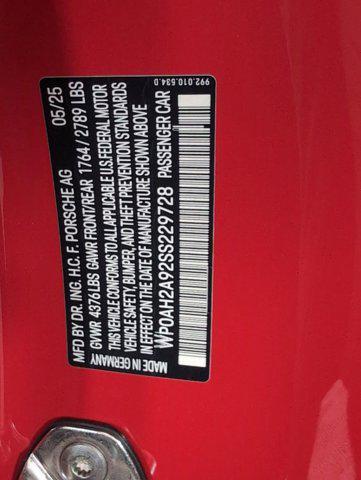 MFD BY DR. ING. H.C. F. PORSCHE AG 05/25
GVWR 4376 LBS GAWR FRONT/REAR 1764 / 2789 LBS
THIS VEHICLE CONFORMS TO ALL APPLICABLE U.S.FEDERAL MOTOR
VEHICLE SAFETY, BUMPER, AND THEFT PREVENTION STANDARDS
IN EFFECT ON THE DATE OF MANUFACTURE SHOWN ABOVE
MADE IN GERMANY WP0AH2A92SS229728 PASSENGER CAR
992.010.534.D